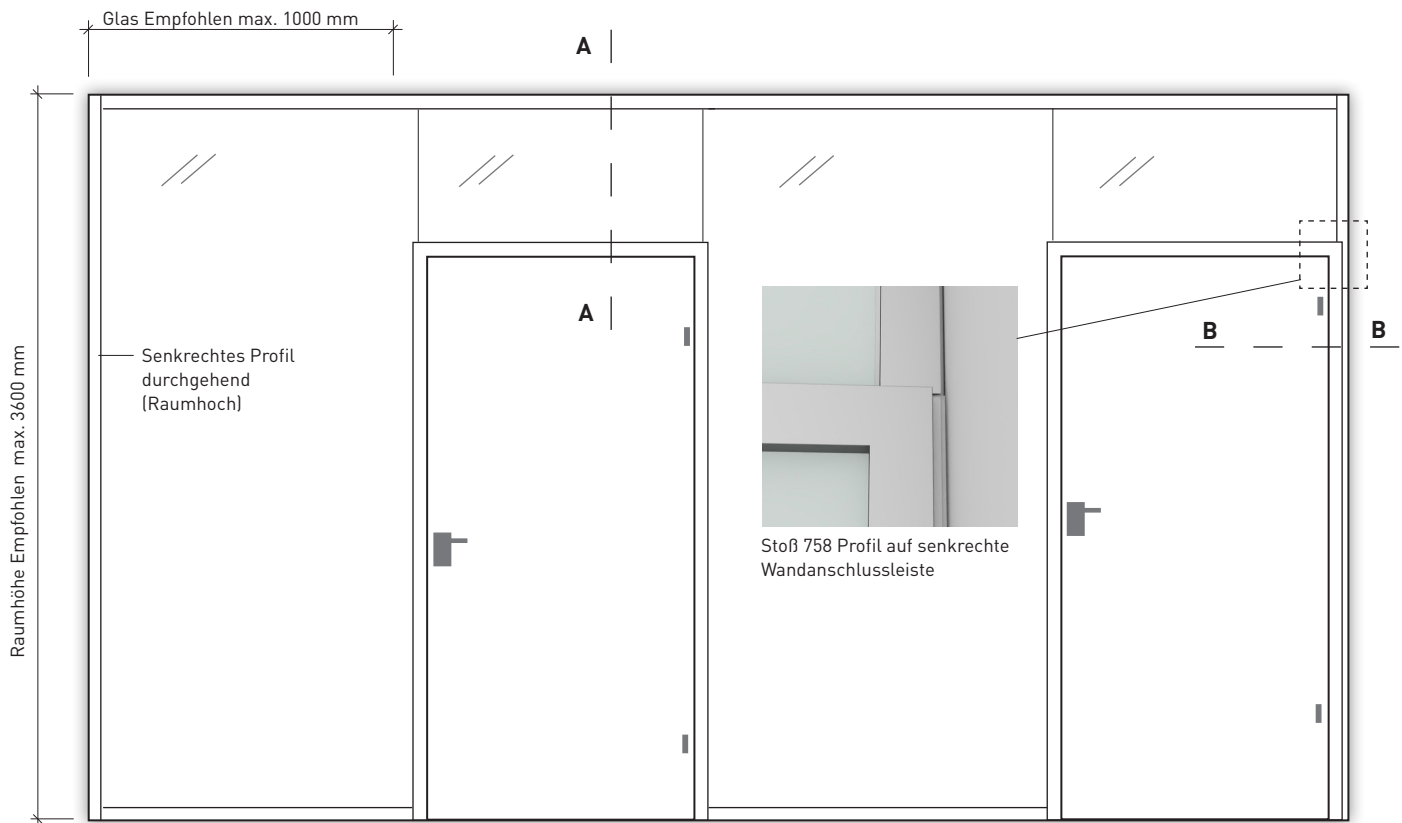 Glas Empfohlen max. 1000 mm
A
Raumhöhe Empfohlen max. 3600 mm
A
B
B
Senkrechtes Profil
durchgehend
(Raumhoch)
Stoß 758 Profil auf senkrechte
Wandanschlussleiste